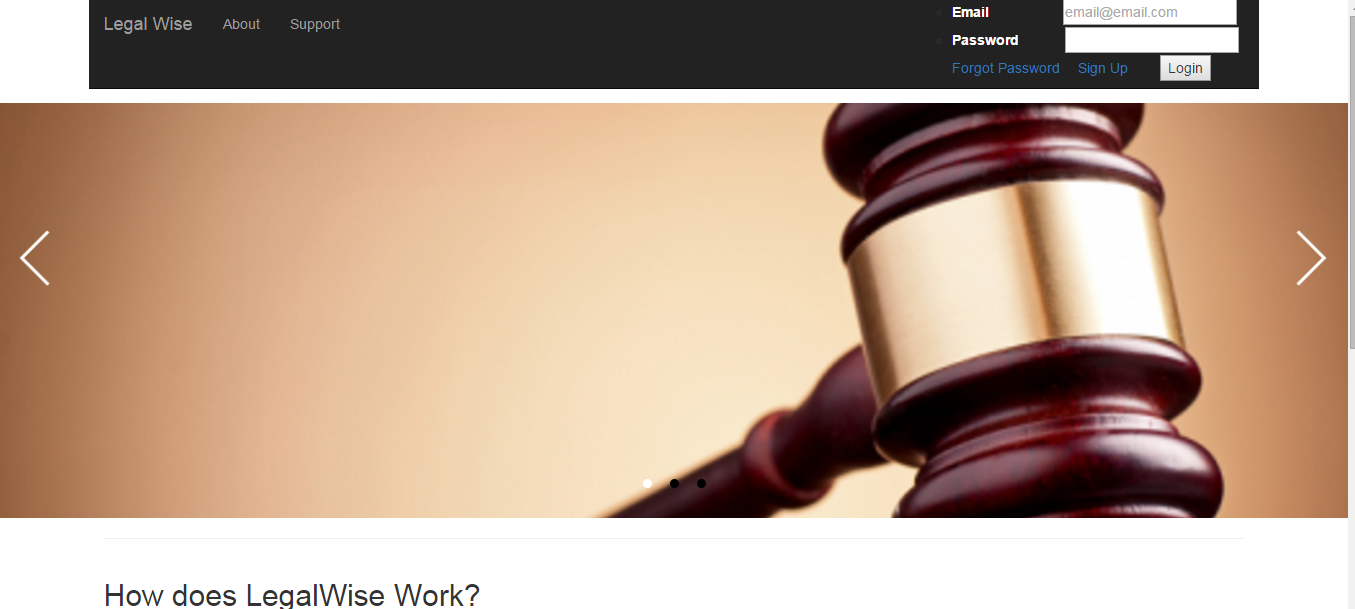 Legal Wise About Support
Email email@email.com
Password
Forgot Password Sign Up Login
How does LegalWise Work?